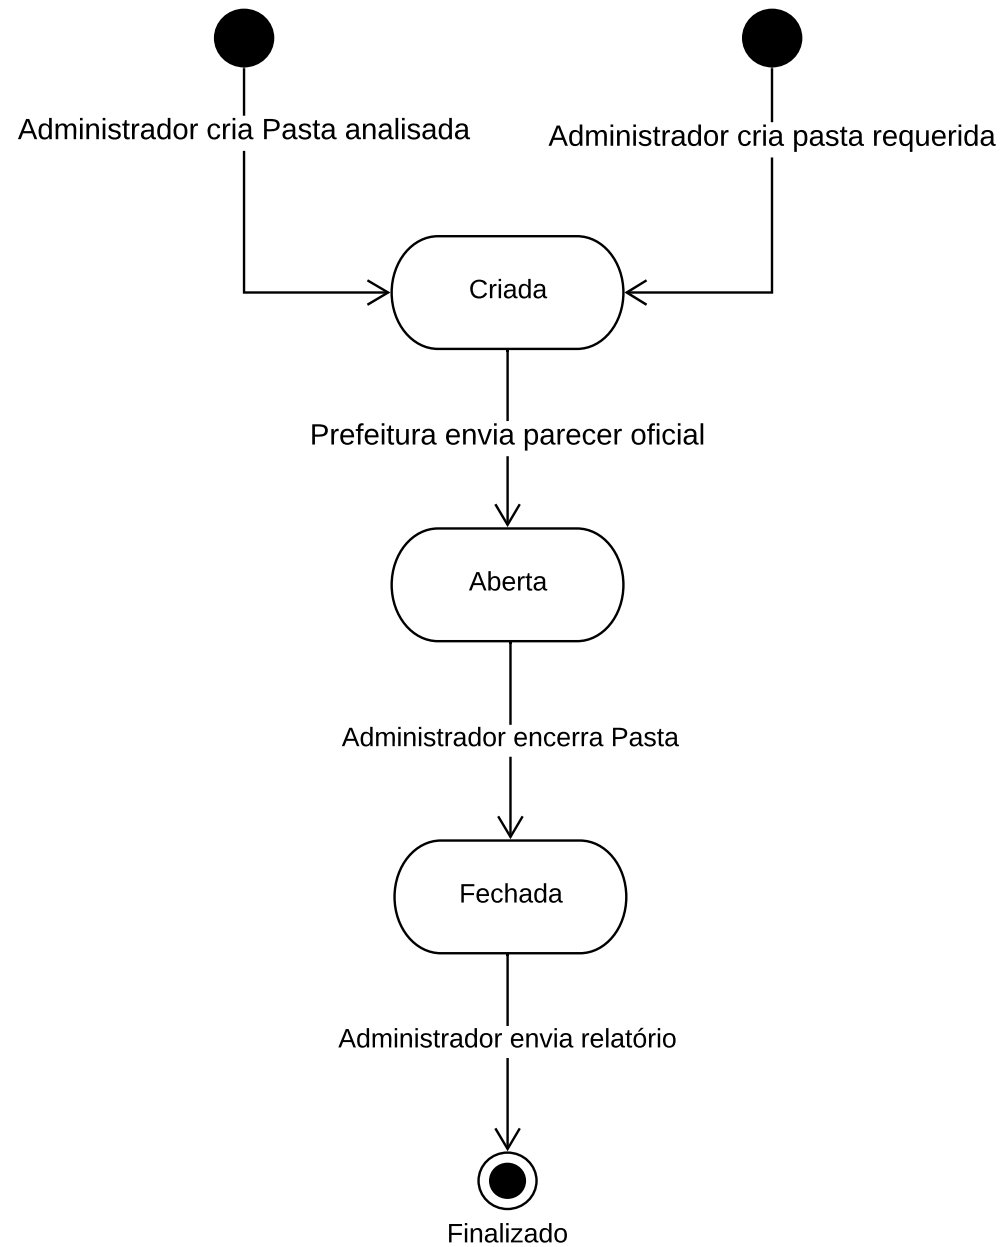 Administrador cria Pasta analisada
Administrador cria pasta requerida
Criada
Prefeitura envia parecer oficial
Aberta
Administrador encerra Pasta
Fechada
Administrador envia relatório
Finalizado